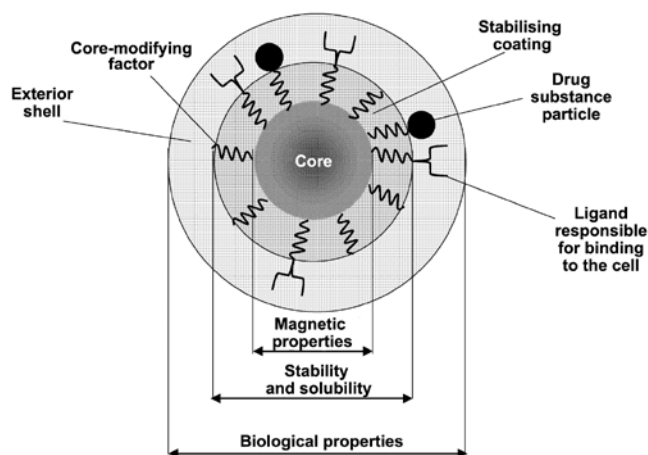 Core-modifying
factor
Exterior
shell
Stabilising
coating
Drug
substance
particle
Core
Ligand
responsible
for binding
to the cell
Magnetic
properties
Stability
and solubility
Biological properties